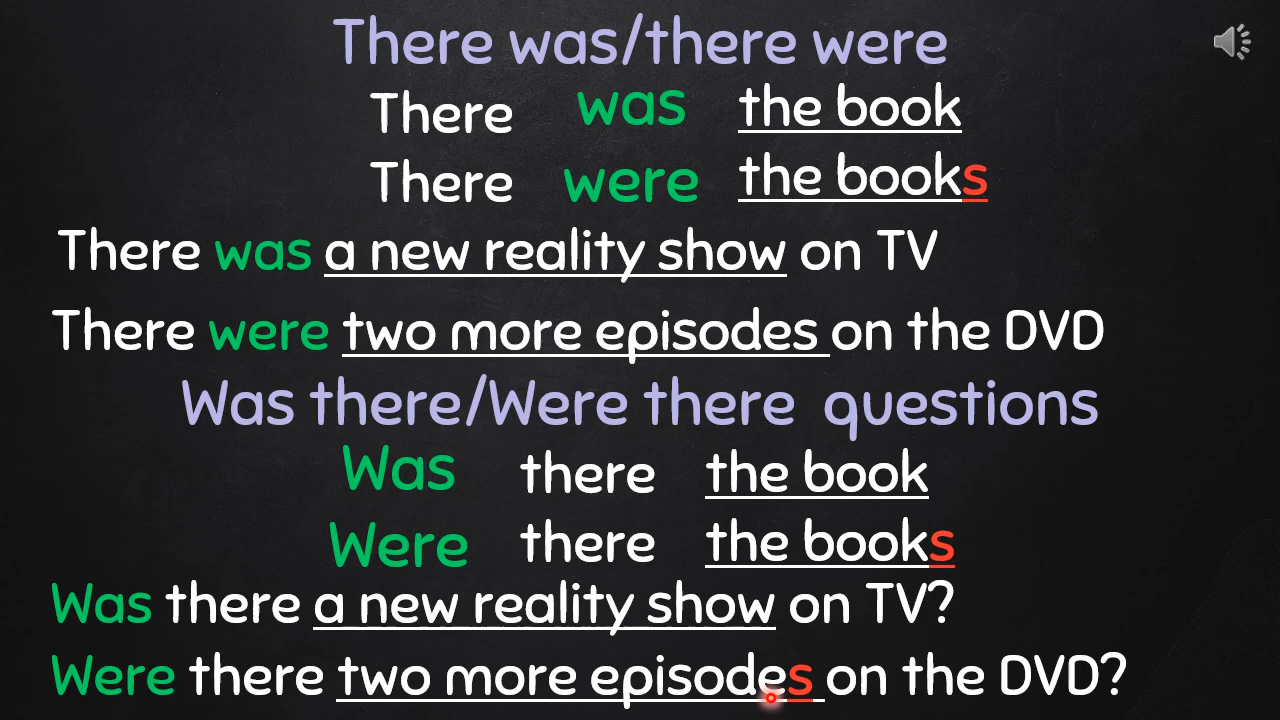 There was/there were
There was the book
There were the books
There was a new reality show on TV
There were two more episodes on the DVD
Was there/Were there questions
Was there the book
Were there the books
Was there a new reality show on TV?
Were there two more episodes on the DVD?